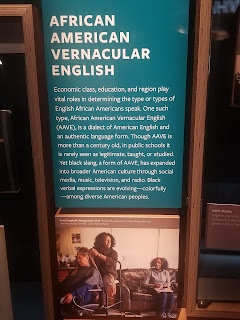 AFRICAN
AMERICAN
VERNACULAR
ENGLISH
Economic class, education, and region play
vital roles in determining the type or types of
English African Americans speak. One such
type, African American Vernacular English
(AAVE), is a dialect of American English and
an authentic language form. Though AAVE is
more than a century old, in public schools it
is rarely seen as legitimate, taught, or studied.
Yet black slang, a form of AAVE, has expanded
into broader American culture through social
media, music, television, and radio. Black
verbal expressions are evolving—colorfully
—among diverse American peoples.